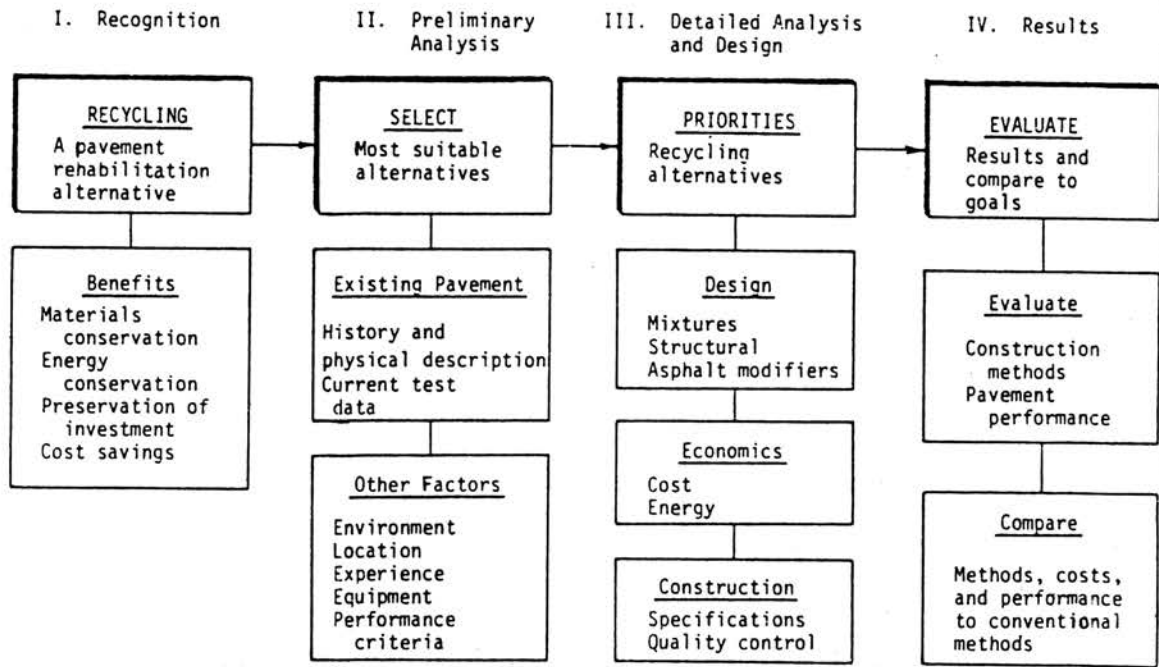 I. Recognition
II. Preliminary
Analysis
III. Detailed Analysis
and Design
IV. Results
RECYCLING
A pavement
rehabilitation
alternative
SELECT
Most suitable
alternatives
PRIORITIES
Recycling
alternatives
EVALUATE
Results and
compare to
goals
Benefits
Materials
conservation
Energy
conservation
Preservation of
investment
Cost savings
Existing Pavement
History and
physical description
Current test
data
Other Factors
Environment
Location
Experience
Equipment
Performance
criteria
Design
Mixtures
Structural
Asphalt modifiers
Economics
Cost
Energy
Construction
Specifications
Quality control
Evaluate
Construction
methods
Pavement
performance
Compare
Methods, costs,
and performance
to conventional
methods